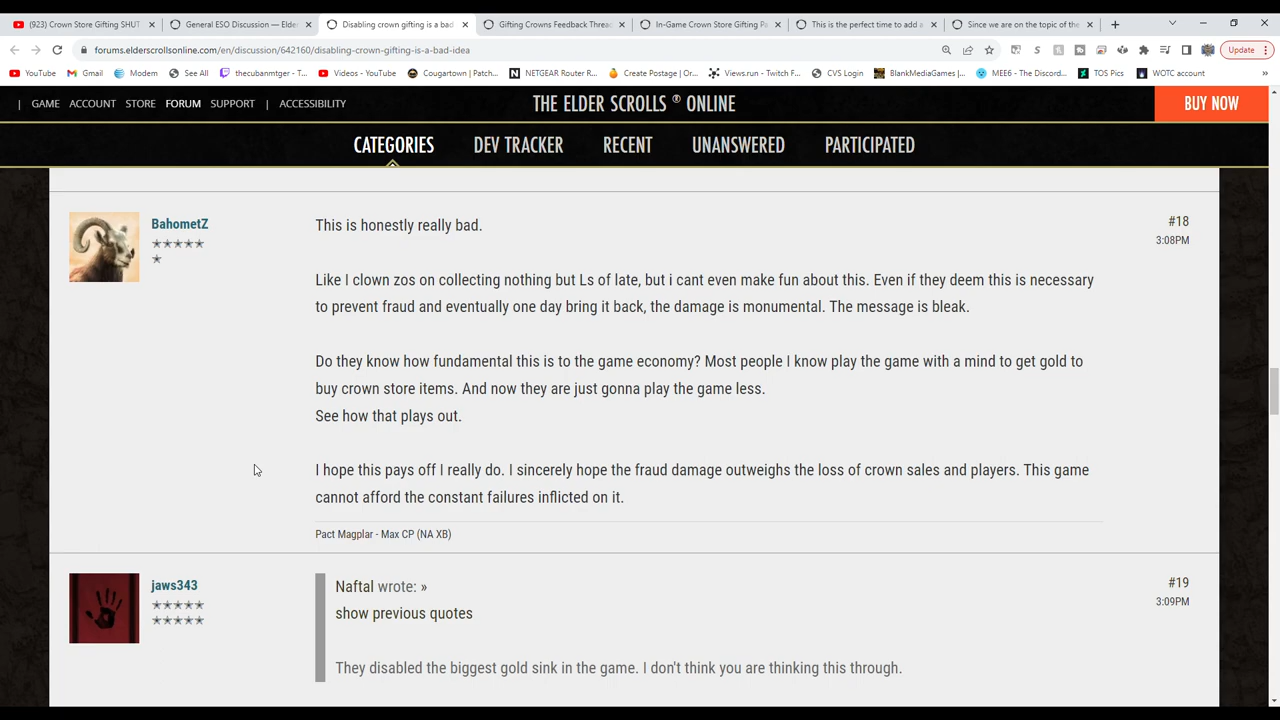 (923) Crown Store Gifting SHUT
General ESO Discussion — Elder
Disabling crown gifting is a bad
Gifting Crowns Feedback Thread
In-Game Crown Store Gifting Pa
This is the perfect time to add a
Since we are on the topic of the
forums.elderscrollsonline.com/en/discussion/642160/disabling-crown-gifting-is-a-bad-idea
Update
YouTube
Gmail
Modem
See All
thecubanmtger - T...
Videos - YouTube
Cougartown | Patch...
NETGEAR Router R...
Create Postage | Or...
Views.run - Twitch F...
CVS Login
BlankMediaGames |...
MEE6 - The Discord...
TOS Pics
WOTC account
| GAME ACCOUNT STORE FORUM SUPPORT | ACCESSIBILITY
THE ELDER SCROLLS ® ONLINE
BUY NOW
CATEGORIES DEV TRACKER RECENT UNANSWERED PARTICIPATED
BahometZ
#18
3:08PM
This is honestly really bad.
Like I clown zos on collecting nothing but Ls of late, but i cant even make fun about this. Even if they deem this is necessary
to prevent fraud and eventually one day bring it back, the damage is monumental. The message is bleak.
Do they know how fundamental this is to the game economy? Most people I know play the game with a mind to get gold to
buy crown store items. And now they are just gonna play the game less.
See how that plays out.
I hope this pays off I really do. I sincerely hope the fraud damage outweighs the loss of crown sales and players. This game
cannot afford the constant failures inflicted on it.
Pact Magplar - Max CP (NA XB)
jaws343
#19
3:09PM
Naftal wrote: »
show previous quotes
They disabled the biggest gold sink in the game. I don't think you are thinking this through.